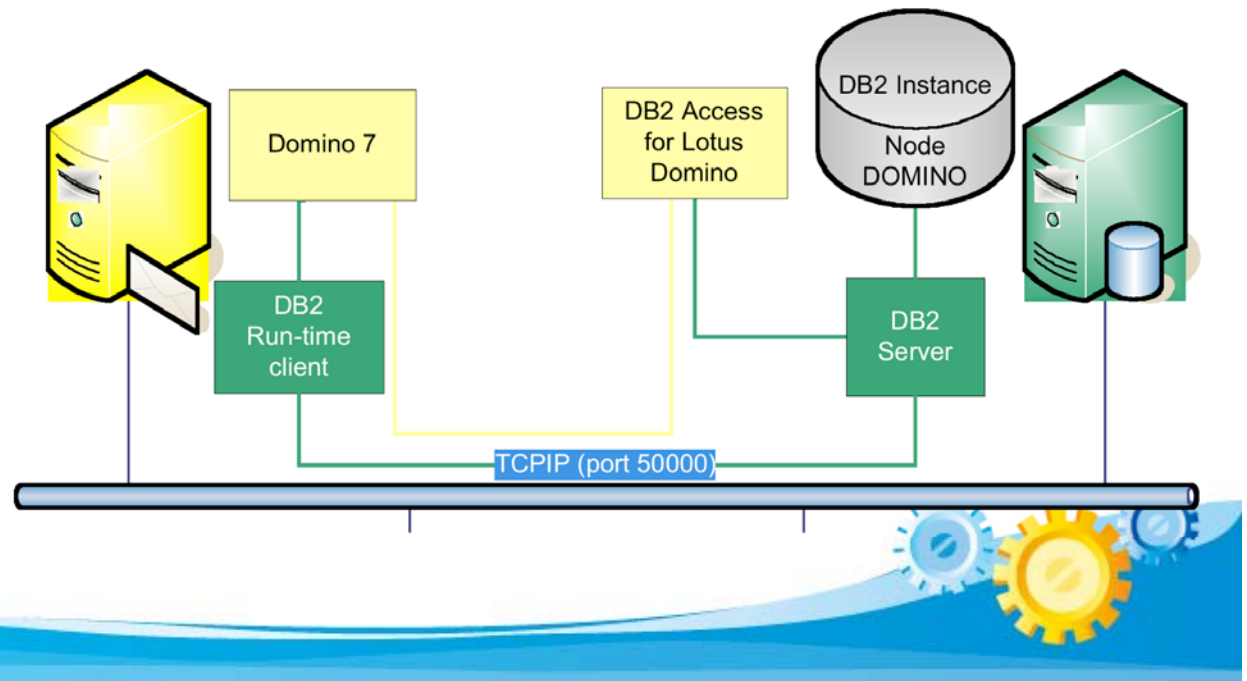 Domino 7
DB2 Access
for Lotus
Domino
DB2 Instance
Node
DOMINO
DB2
Run-time
client
DB2
Server
TCPIP (port 50000)